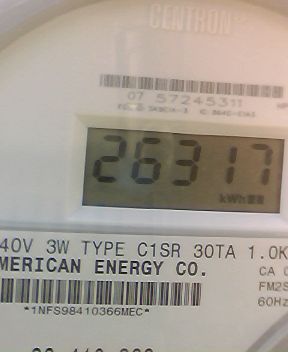 CENTRON
07 57245311
26317
kWh
40V 3W TYPE C1SR 30TA 1.0K
MERICAN ENERGY CO.
CA 0
FM2S
60Hz
*1NFS98410366MEC*